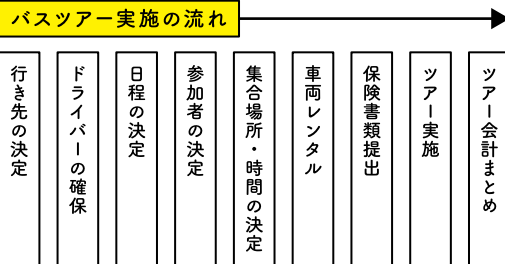 バスツアー実施の流れ
行き先の決定
ドライバーの確保
日程の決定
参加者の決定
集合場所・時間の決定
車両レンタル
保険書類提出
ツアー実施
ツアー会計まとめ